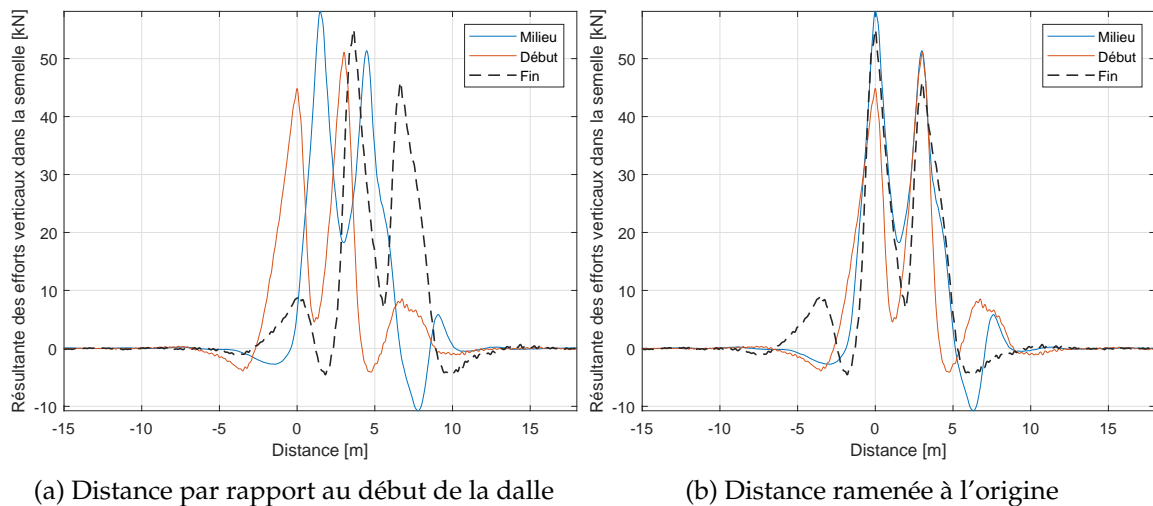 Résultante des efforts verticaux dans la semelle [kN]
50
40
30
20
10
0
-10
-15
-10
-5
0
5
10
15
Distance [m]
Milieu
Début
Fin
(a) Distance par rapport au début de la dalle
Résultante des efforts verticaux dans la semelle [kN]
50
40
30
20
10
0
-10
-15
-10
-5
0
5
10
15
Distance [m]
Milieu
Début
Fin
(b) Distance ramenée à l'origine